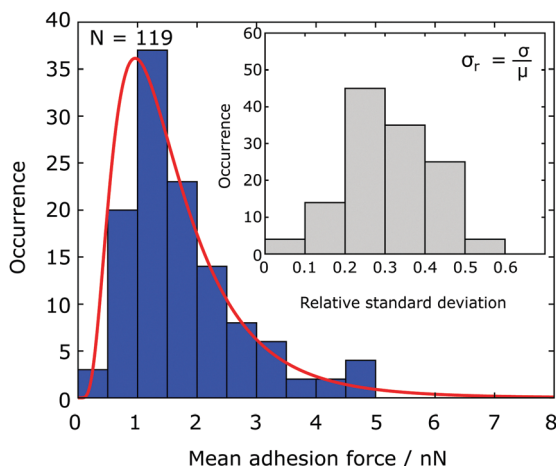 N = 119
Occurrence
40
35
30
25
20
15
10
5
0
0 1 2 3 4 5 6 7 8
Mean adhesion force / nN
σr = σ/μ
Occurrence
60
50
40
30
20
10
0
0 0.1 0.2 0.3 0.4 0.5 0.6
Relative standard deviation